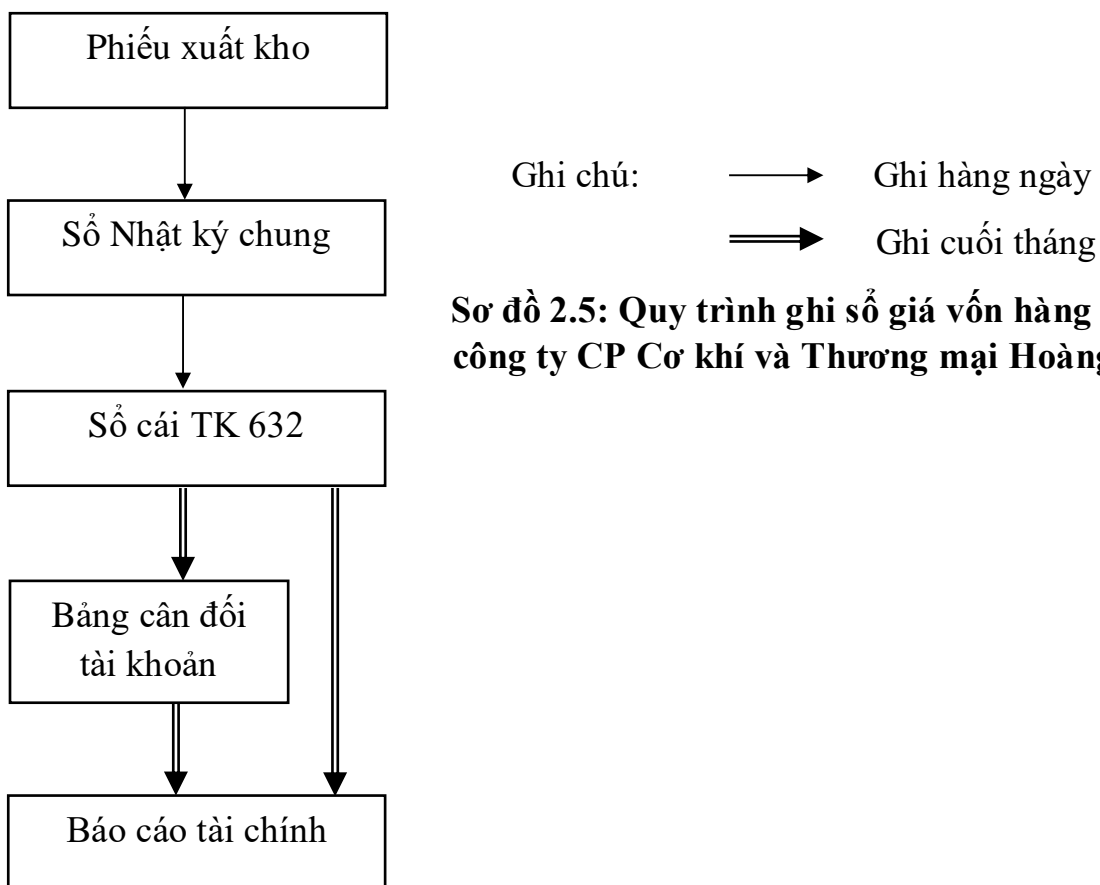 Phiếu xuất kho
Ghi chú:
Ghi hàng ngày
Sổ Nhật ký chung
Ghi cuối tháng
Sơ đồ 2.5: Quy trình ghi sổ giá vốn hàng
công ty CP Cơ khí và Thương mại Hoàng
Sổ cái TK 632
Bảng cân đối
tài khoản
Báo cáo tài chính